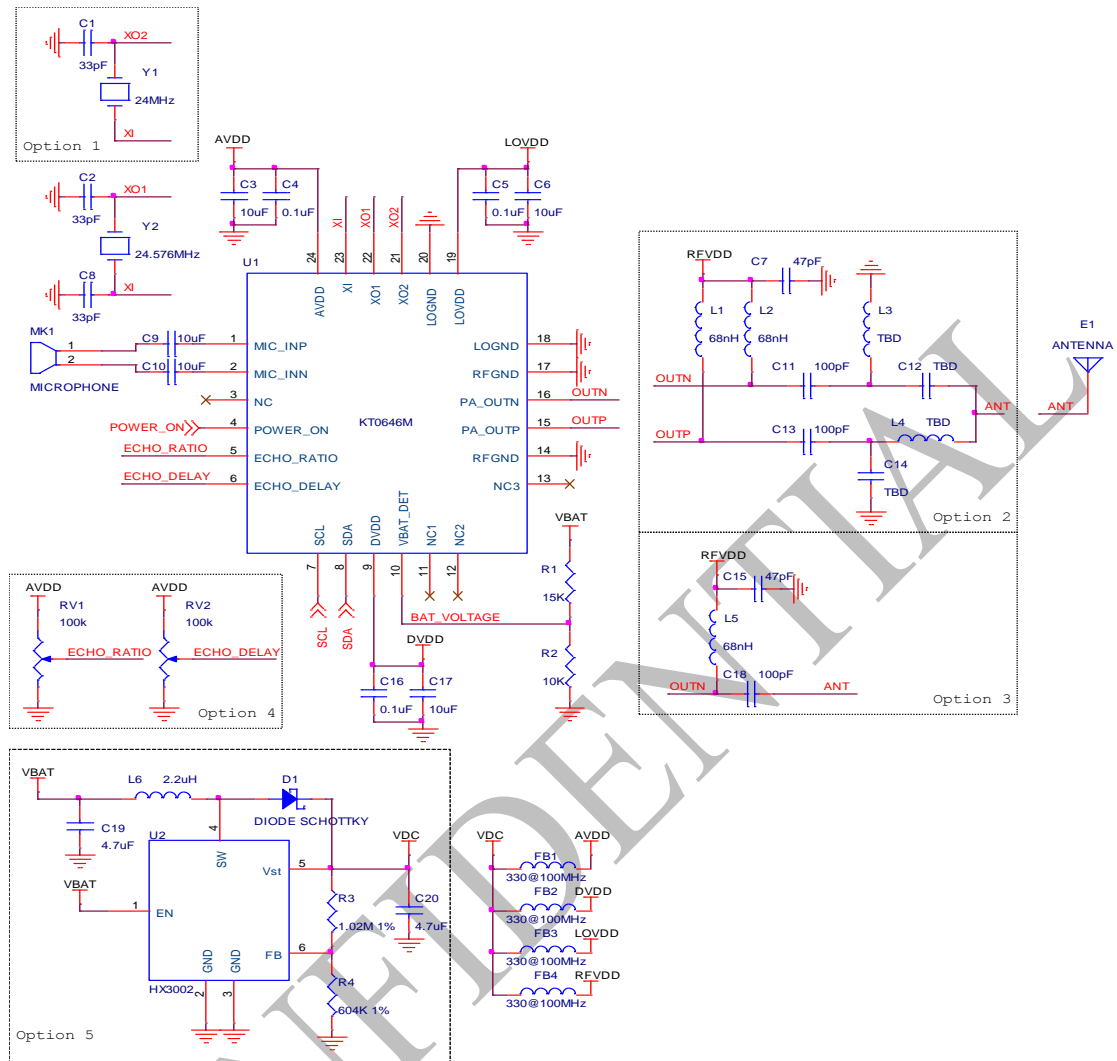 C1
XO2
33pF
Y1
24MHz
XI
Option 1
C2
XO1
33pF
Y2
24.576MHz
C8
XI
33pF
AVDD
C3
C4
10uF
0.1uF
LOVDD
C5
C6
0.1uF
10uF
XI
XO1
XO2
24
23
22
21
20
19
U1
AVDD
XI
XO1
XO2
LOGND
LOVDD
MK1
1
2
MICROPHONE
C9
10uF
C10
10uF
1
MIC_INP
2
MIC_INN
3
NC
POWER_ON
4
POWER_ON
ECHO_RATIO
5
ECHO_RATIO
ECHO_DELAY
6
ECHO_DELAY
KT0646M
LOGND
18
RFGND
17
PA_OUTN
16
OUTN
PA_OUTP
15
OUTP
RFGND
14
NC3
13
SCL
SDA
DVDD
VBAT_DET
NC1
NC2
7
8
9
10
11
12
SCL
SDA
BAT_VOLTAGE
VBAT
R1
15K
R2
10K
DVDD
C16
C17
0.1uF
10uF
RFVDD
C7
47pF
L1
L2
L3
68nH
68nH
TBD
OUTN
C11
100pF
C12
TBD
OUTP
C13
100pF
L4
TBD
ANT
C14
TBD
Option 2
E1
ANTENNA
ANT
RFVDD
C15
47pF
L5
68nH
OUTN
C18
100pF
ANT
Option 3
AVDD
AVDD
RV1
100k
RV2
100k
ECHO_RATIO
ECHO_DELAY
Option 4
VBAT
L6
2.2uH
D1
DIODE SCHOTTKY
C19
4.7uF
U2
4
SW
Vst
5
VDC
VBAT
1
EN
R3
1.02M 1%
C20
4.7uF
FB
6
GND
GND
R4
604K 1%
HX3002
2
3
Option 5
VDC
AVDD
FB1
330@100MHz
FB2
DVDD
330@100MHz
FB3
LOVDD
330@100MHz
FB4
RFVDD
330@100MHz
NFIDENTIAL